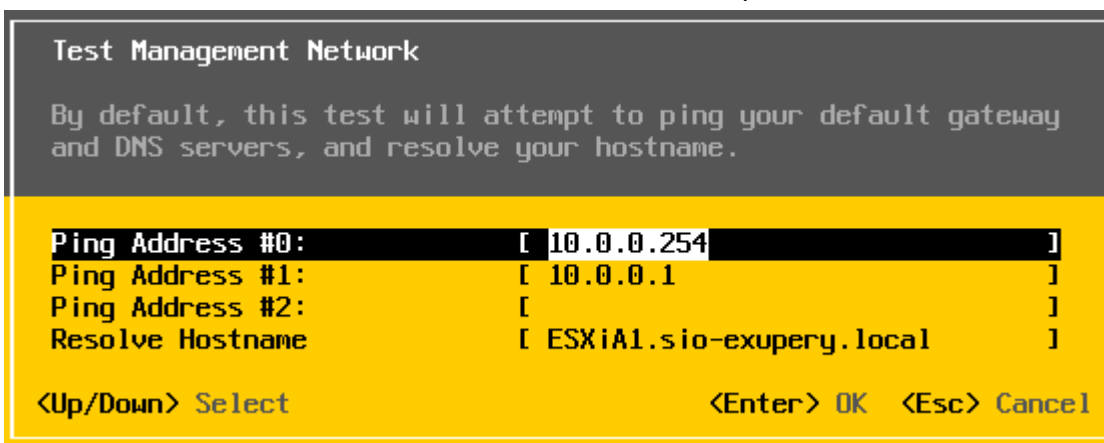 Test Management Network
By default, this test will attempt to ping your default gateway
and DNS servers, and resolve your hostname.
Ping Address #0: [ 10.0.0.254 ]
Ping Address #1: [ 10.0.0.1 ]
Ping Address #2: [ ]
Resolve Hostname [ ESXiA1.sio-exupery.local ]
<Up/Down> Select <Enter> OK <Esc> Cancel